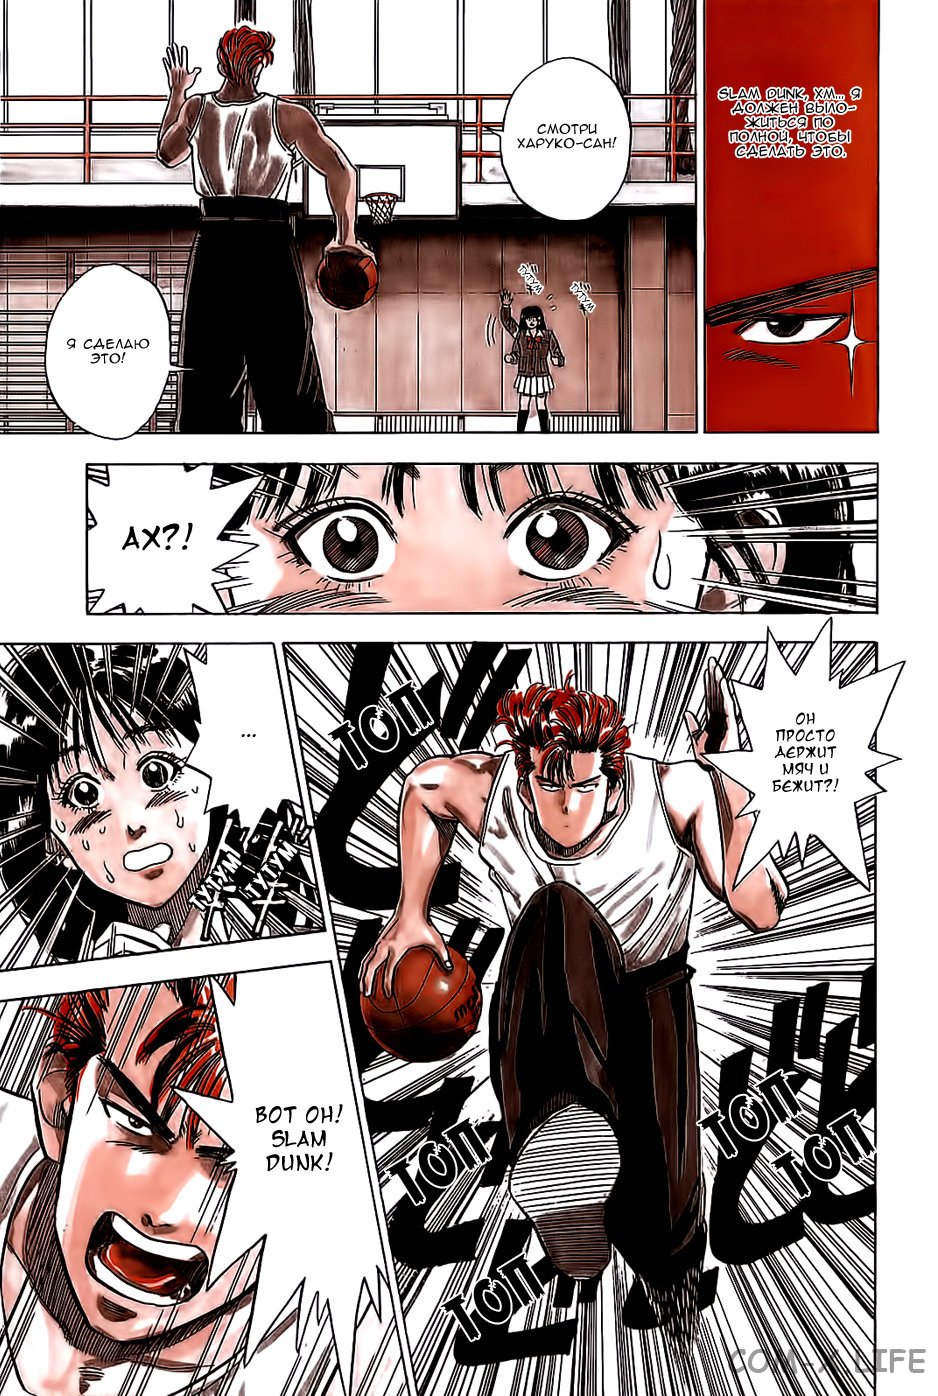 SLAM DUNK, ХМ... Я
ДОЛЖЕН ВЫЛО-
ЖИТЬСЯ ПО
ПОЛНОЙ, ЧТОБЫ
СДЕЛАТЬ ЭТО.
СМОТРИ
ХАРУКО-САН!
Я СДЕЛАЮ
ЭТО!
АХ?!
ОН
ПРОСТО
ДЕРЖИТ
МЯЧ И
БЕЖИТ?!
ТОП
...
ТОП
ТОП
ТОП
ТОП
ВОТ ОН!
SLAM
DUNK!
COM-X LIFE